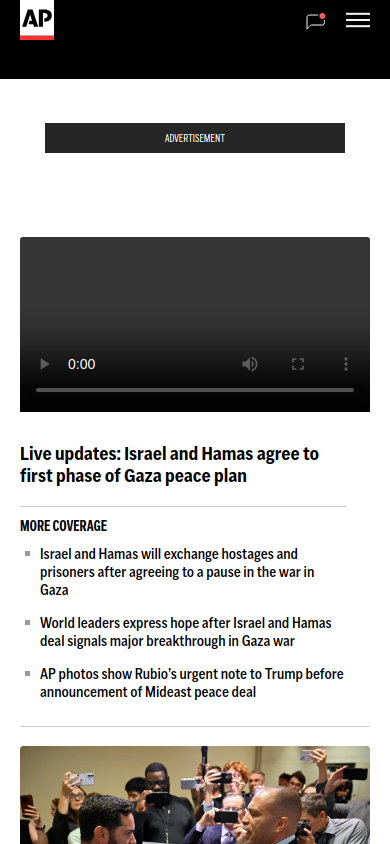 AP
ADVERTISEMENT
0:00
Live updates: Israel and Hamas agree to
first phase of Gaza peace plan
MORE COVERAGE
Israel and Hamas will exchange hostages and
prisoners after agreeing to a pause in the war in
Gaza
World leaders express hope after Israel and Hamas
deal signals major breakthrough in Gaza war
AP photos show Rubio’s urgent note to Trump before
announcement of Mideast peace deal